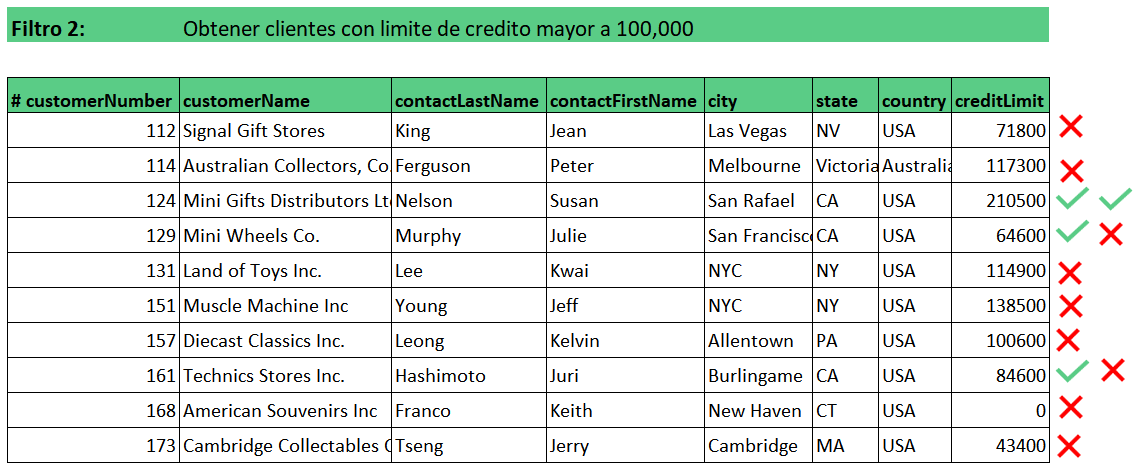 Filtro 2: Obtener clientes con limite de credito mayor a 100,000
# customerNumber customerName contactLastName contactFirstName city state country creditLimit
112 Signal Gift Stores King Jean Las Vegas NV USA 71800
114 Australian Collectors, Co. Ferguson Peter Melbourne Victoria Australia 117300
124 Mini Gifts Distributors Lt Nelson Susan San Rafael CA USA 210500
129 Mini Wheels Co. Murphy Julie San Francisco CA USA 64600
131 Land of Toys Inc. Lee Kwai NYC NY USA 114900
151 Muscle Machine Inc Young Jeff NYC NY USA 138500
157 Diecast Classics Inc. Leong Kelvin Allentown PA USA 100600
161 Technics Stores Inc. Hashimoto Juri Burlingame CA USA 84600
168 American Souvenirs Inc Franco Keith New Haven CT USA 0
173 Cambridge Collectables Tseng Jerry Cambridge MA USA 43400